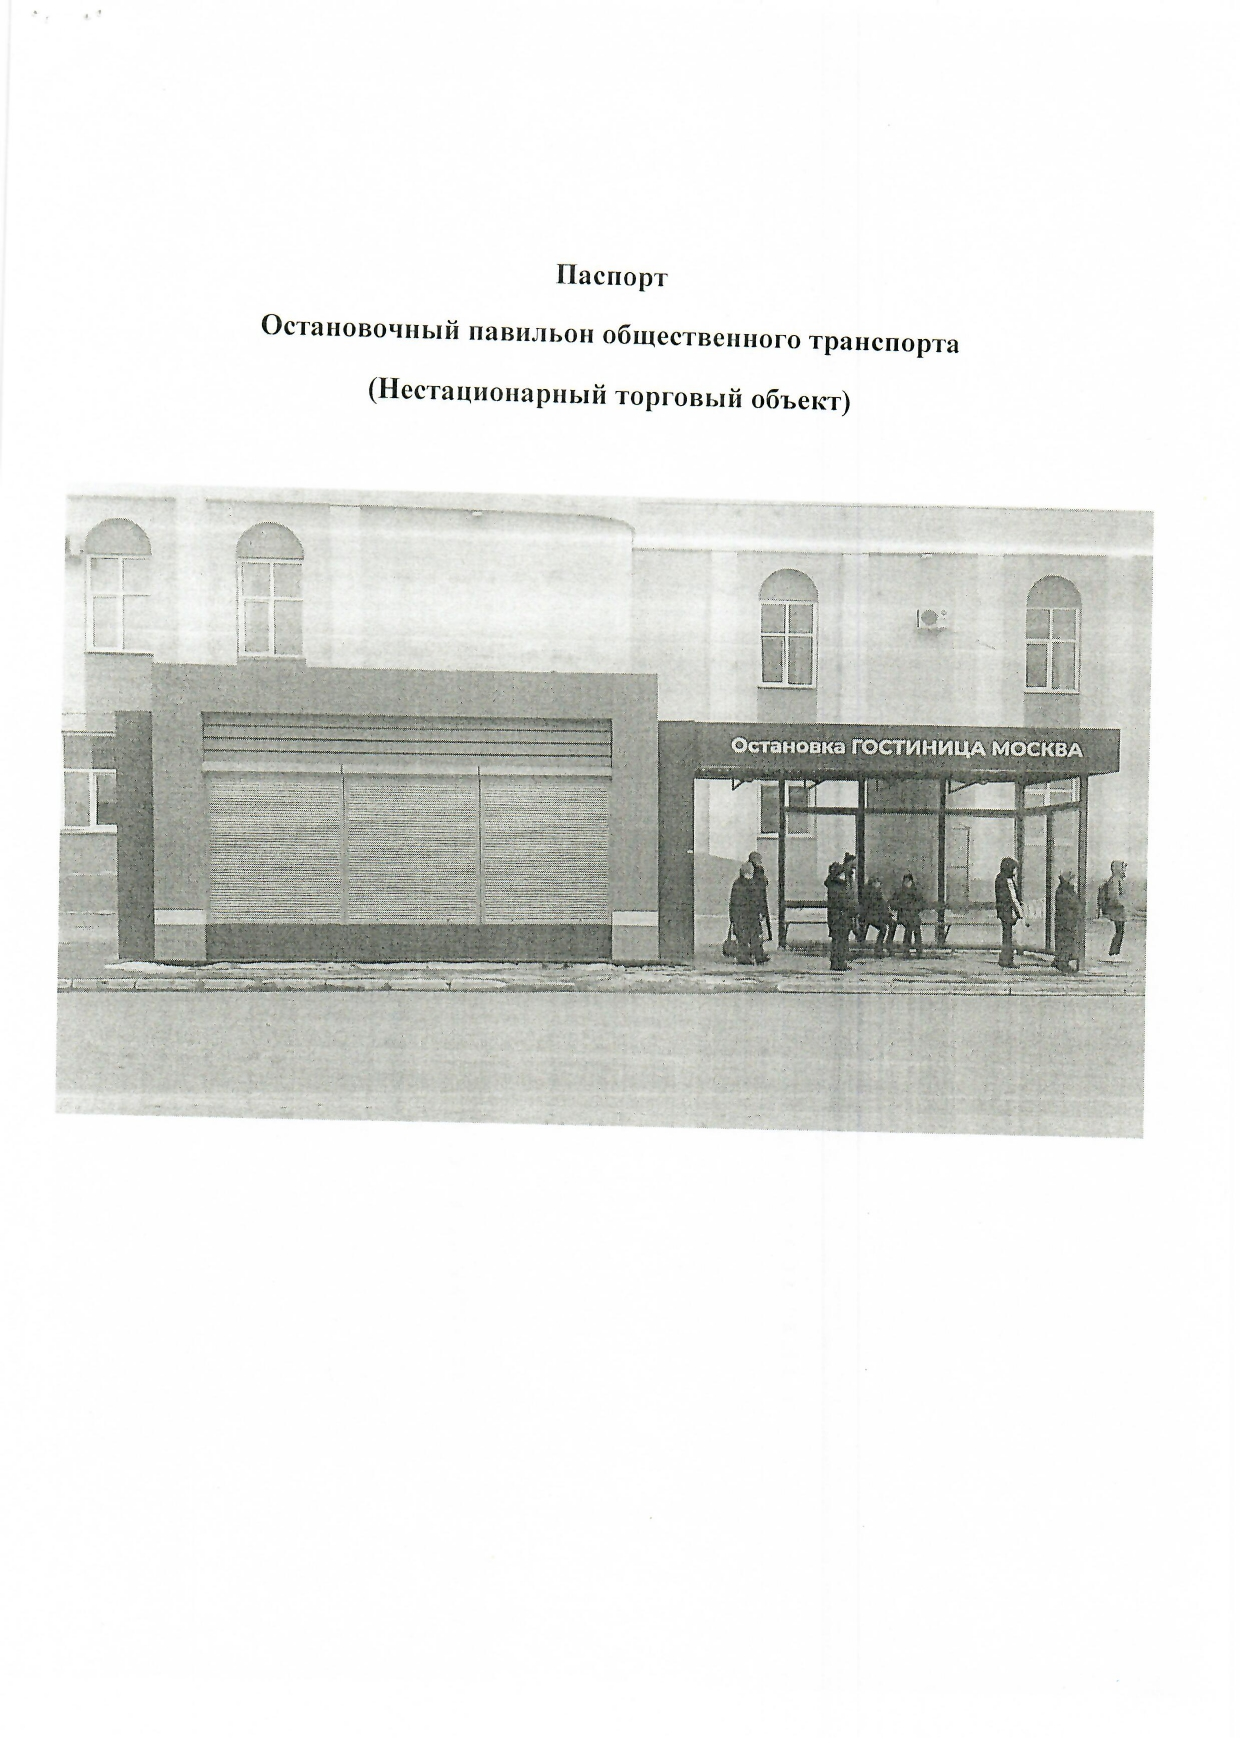 Паспорт
Остановочный павильон общественного транспорта
(Нестационарный торговый объект)
Остановка ГОСТИНИЦА МОСКВА